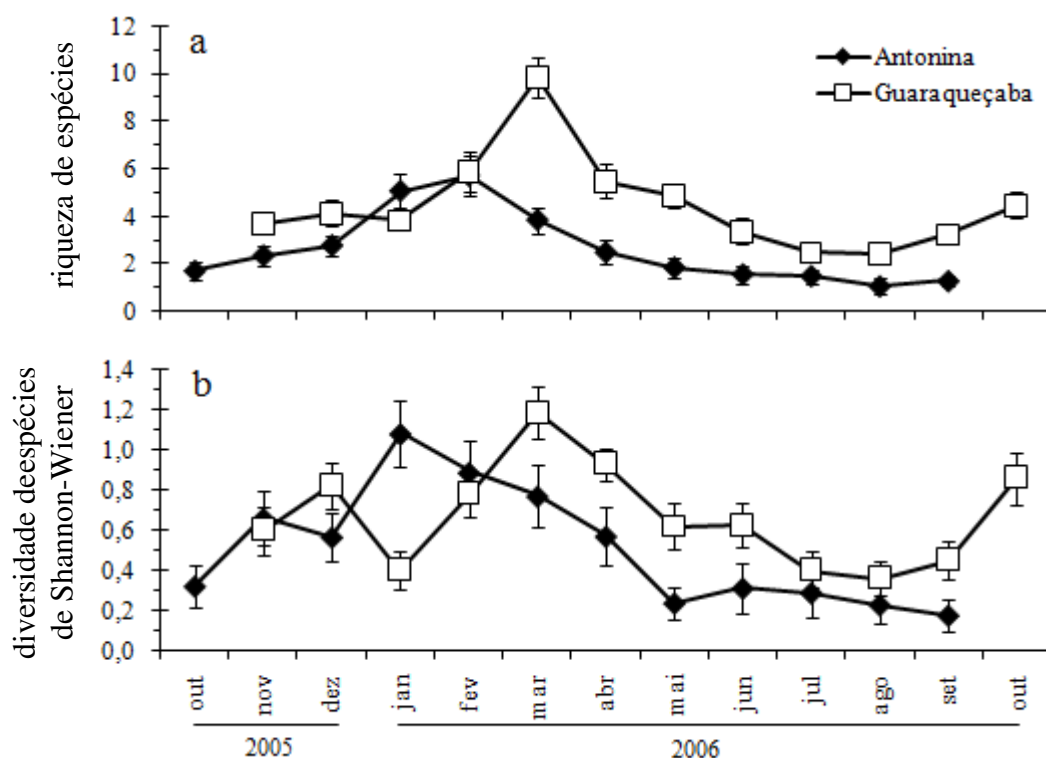 riqueza de espécies
12
10
8
6
4
2
0
a
Antonina
Guaraqueçaba
diversidade deespécies
de Shannon-Wiener
1,4
1,2
1,0
0,8
0,6
0,4
0,2
0,0
b
out
nov
dez
jan
fev
mar
abr
mai
jun
jul
ago
set
out
2005
2006